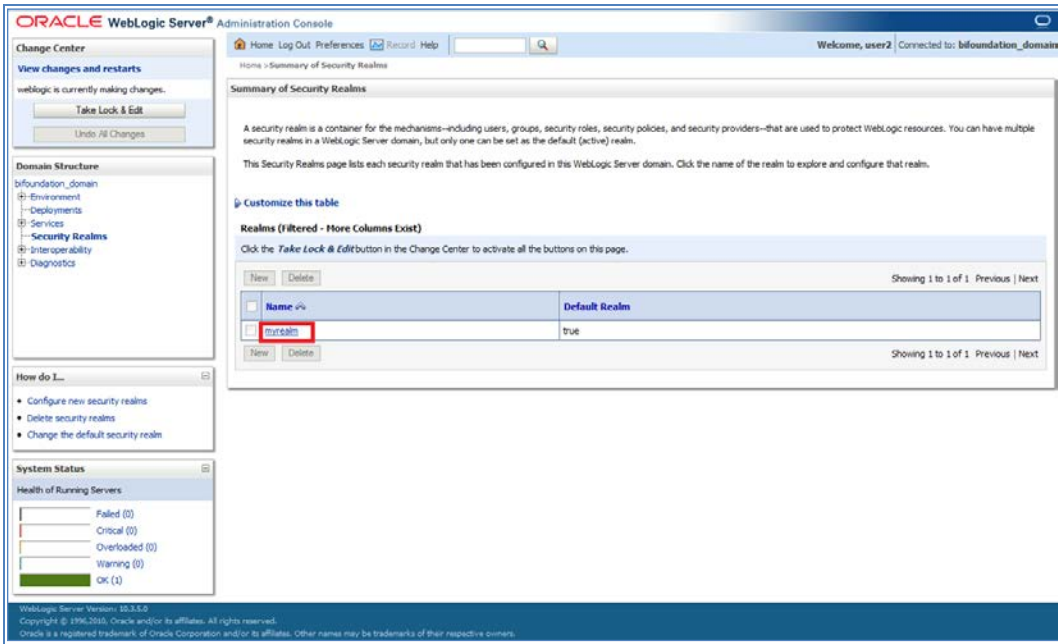 ORACLE WebLogic Server® Administration Console
Change Center
View changes and restarts
weblogic is currently making changes.
Take Lock & Edit
Undo All Changes
Domain Structure
bifoundation_domain
Environment
Deployments
Services
Security Realms
Interoperability
Diagnostics
How do I...
Configure new security realms
Delete security realms
Change the default security realm
System Status
Health of Running Servers
Failed (0)
Critical (0)
Overloaded (0)
Warning (0)
OK (1)
Home Log Out Preferences Record Help
Welcome, user2 Connected to: bifoundation_domain
Home >Summary of Security Realms
Summary of Security Realms
A security realm is a container for the mechanisms--including users, groups, security roles, security policies, and security providers--that are used to protect WebLogic resources. You can have multiple
security realms in a WebLogic Server domain, but only one can be set as the default (active) realm.
This Security Realms page lists each security realm that has been configured in this WebLogic Server domain. Click the name of the realm to explore and configure that realm.
Customize this table
Realms (Filtered - More Columns Exist)
Click the Take Lock & Edit button in the Change Center to activate all the buttons on this page.
New Delete Showing 1 to 1 of 1 Previous | Next
Name Default Realm
myrealm true
New Delete Showing 1 to 1 of 1 Previous | Next
WebLogic Server Version: 10.3.5.0
Copyright © 1996,2010, Oracle and/or its affiliates. All rights reserved.
Oracle is a registered trademark of Oracle Corporation and/or its affiliates. Other names may be trademarks of their respective owners.